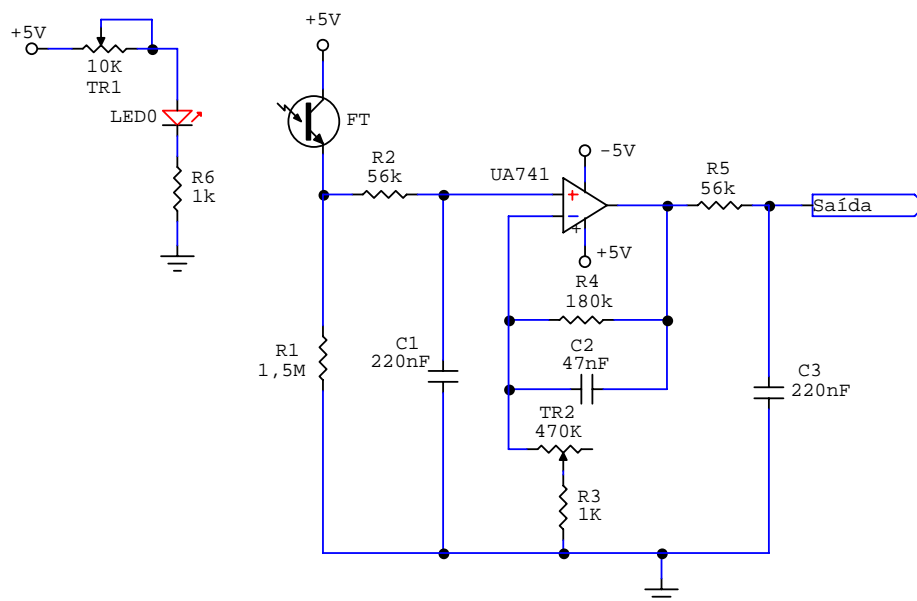 +5V
10K
TR1
LED0
R6
1k
+5V
FT
R2
56k
UA741
-5V
+
−
+
+5V
R5
56k
Saída
R4
180k
C2
47nF
R1
1,5M
C1
220nF
TR2
470K
R3
1K
C3
220nF